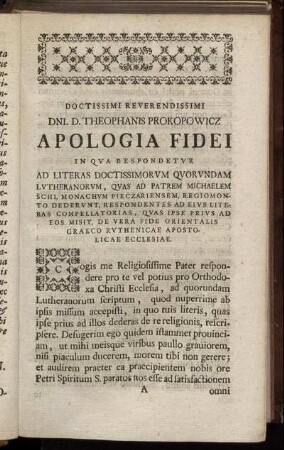 DOCTISSIMI REVERENDISSIMI
DNI. D. THEOPHANIS PROKOPOWICZ
APOLOGIA FIDEI
IN QVA RESPONDETVR
AD LITERAS DOCTISSIMORVM QVORVNDAM
LVTHERANORVM, QVAS AD PATREM MICHAELEM
SCHI, MONACHVM PIECZARIENSEM, REGIOMON-
TO DEDERVNT, RESPONDENTES AD EIVS LITE-
RAS COMPELLATORIAS, QVAS IPSE PRIVS AD
EOS MISIT, DE VERA FIDE ORIENTALIS
GRAECO RVTHENICAE APOSTO-
LICAE ECCLESIAE.
Cogis me Religiosissime Pater respon-
dere pro te vel potius pro Orthodo-
xa Christi Ecclesia, ad quorundam
Lutheranorum scriptum, quod nuperrime ab
ipsis missum accepisti, in quo tuis literis, quas
ipse prius ad illos dederas de re religionis, rescri-
psere. Defugerim ego quidem istam et prouinci-
am, ut mihi meisque viribus paullo grauiorem,
nisi piaculum ducerem, morem tibi non gerere;
et audirem praeter ea praecipientem nobis ore
Petri Spiritum S. paratos nos esse ad satisfactionem
A omni